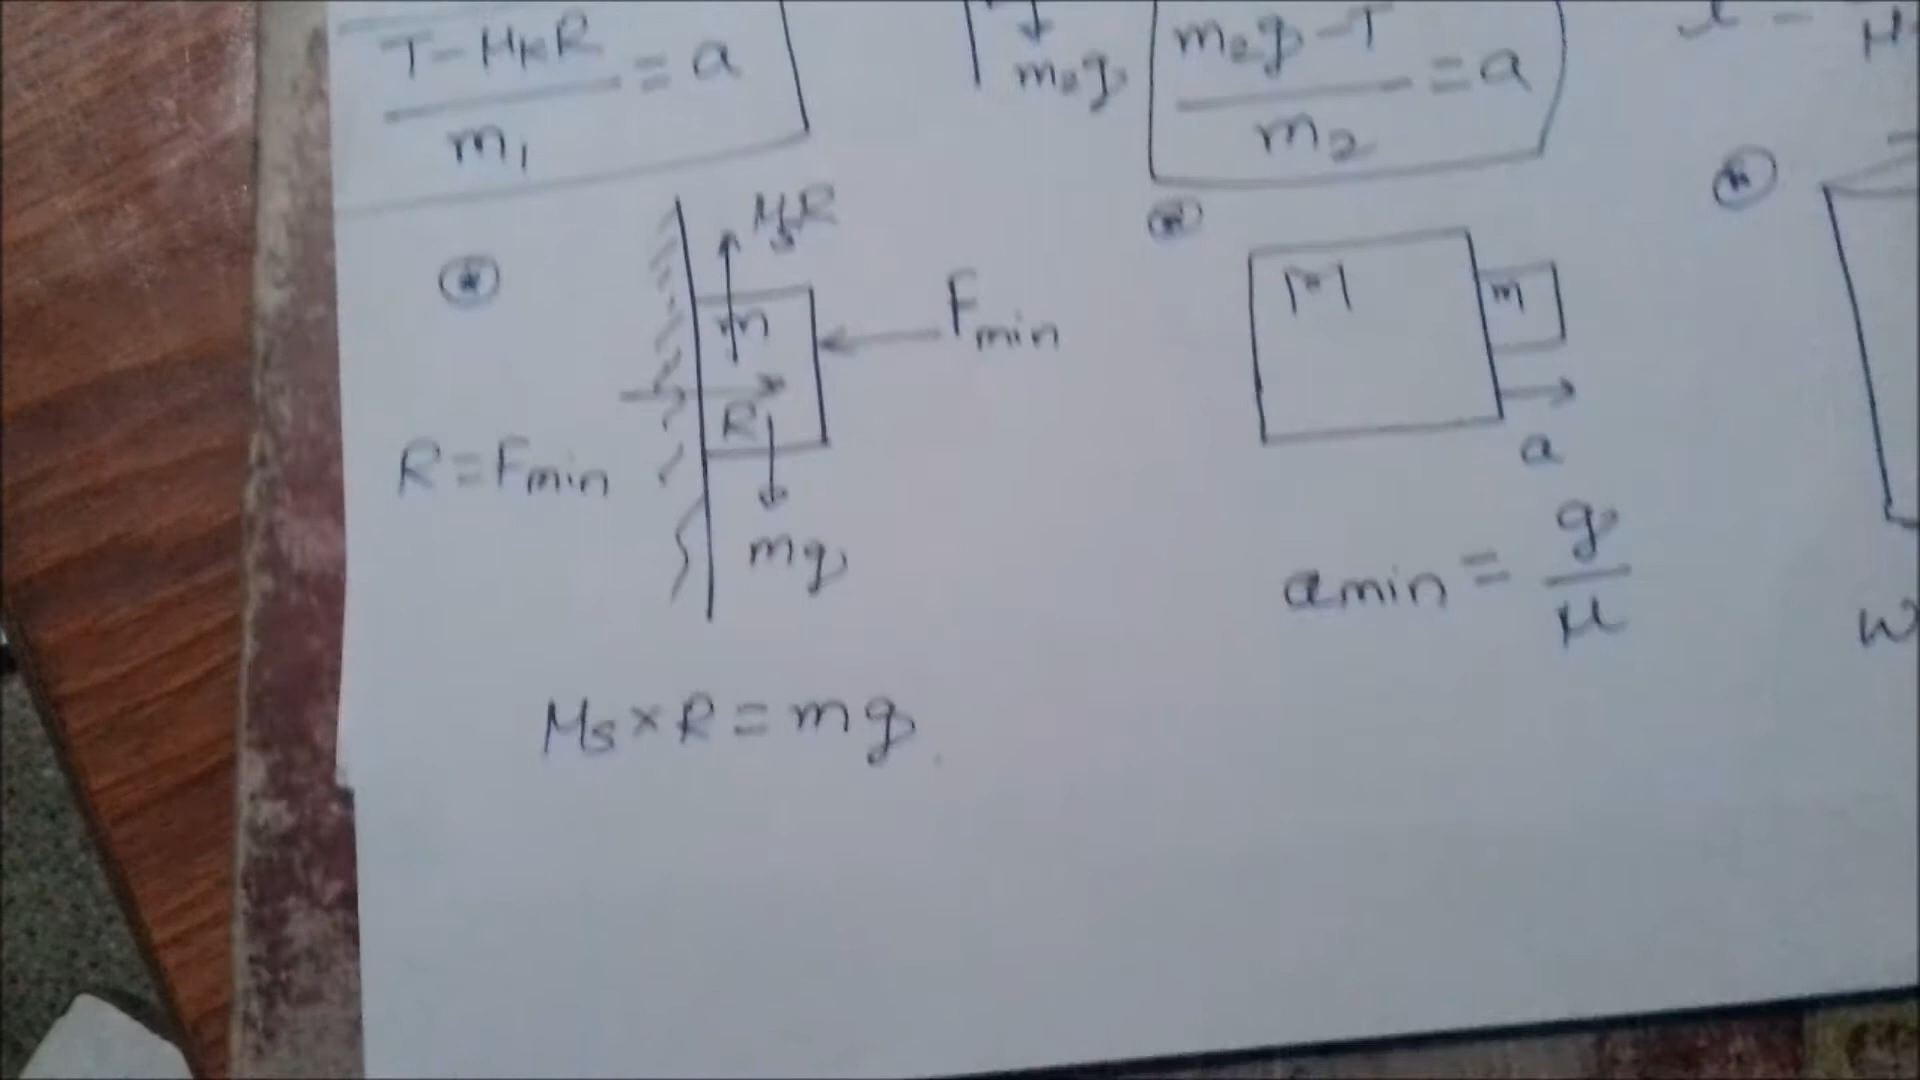 T - μkR
—— = a
m1
m2g
m2g - T
—— = a
m2
μsR
m
R
Fmin
mg
R = Fmin
μs × R = mg
M
m
a
amin = g/μ